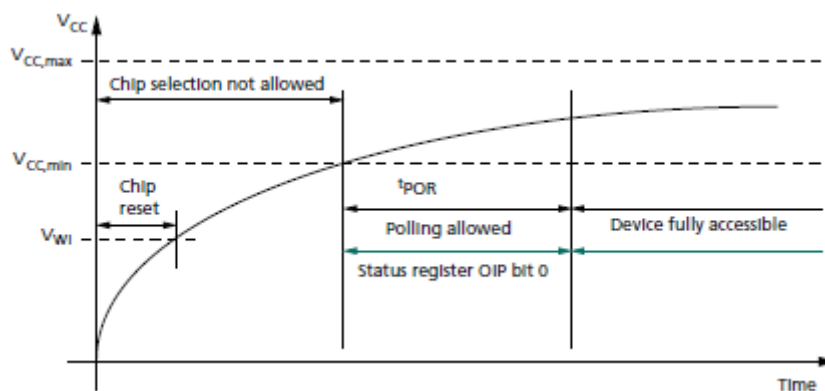 VCC
VCC,max
Chip selection not allowed
VCC,min
Chip
reset
tPOR
VWI
Polling allowed
Device fully accessible
Status register OIP bit 0
Time